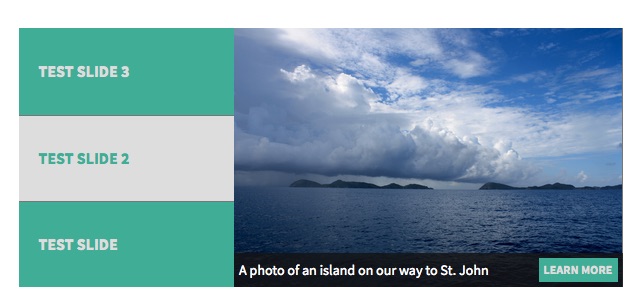 TEST SLIDE 3
TEST SLIDE 2
TEST SLIDE
A photo of an island on our way to St. John
LEARN MORE